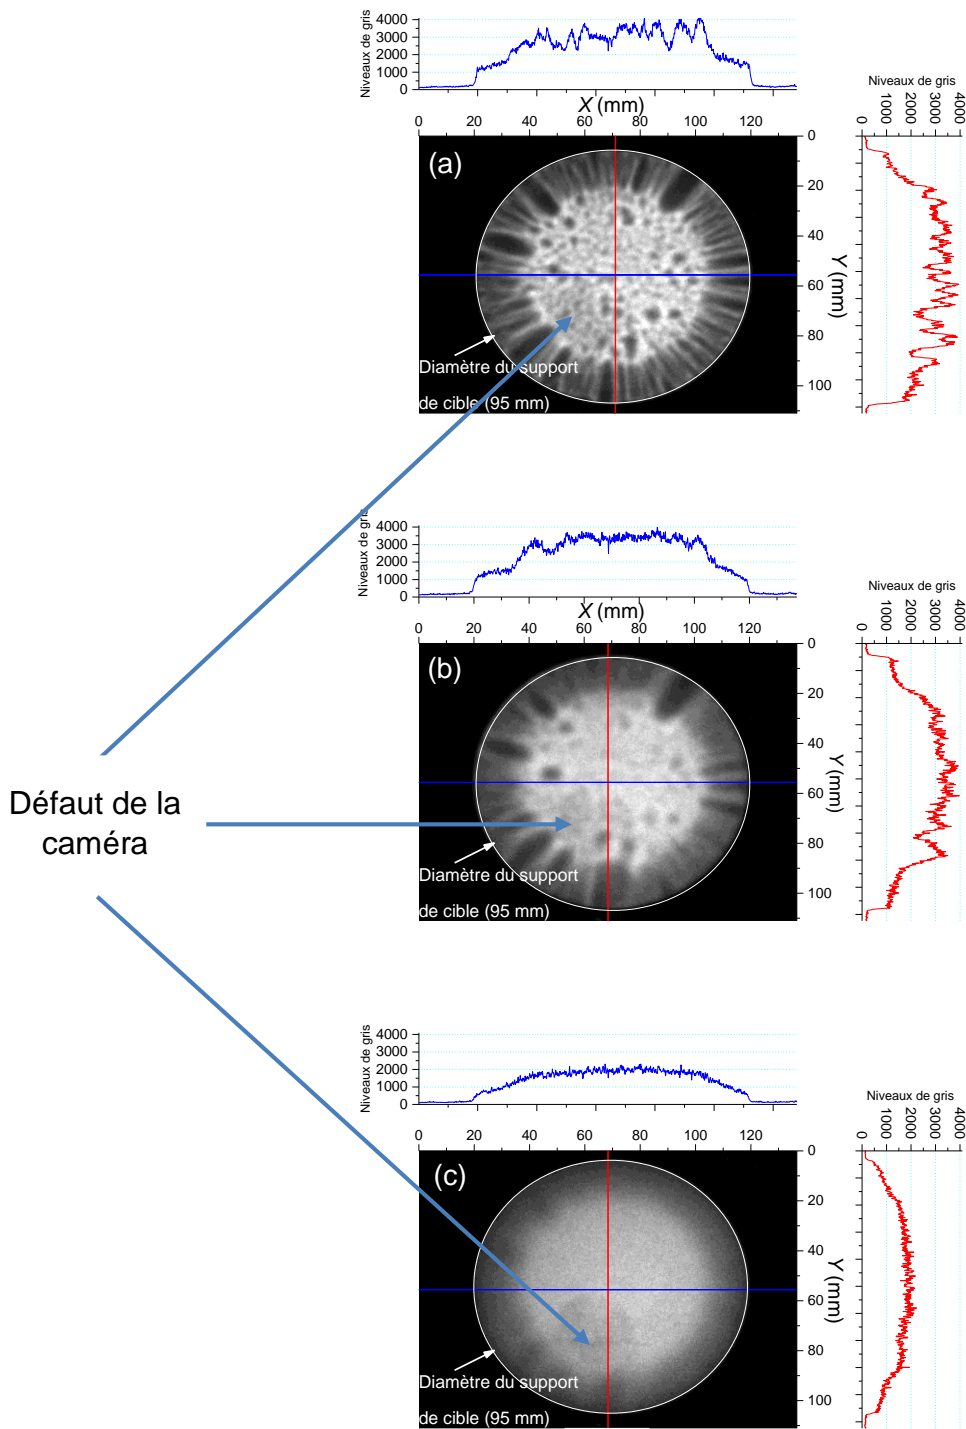 Niveaux de gris
4000
3000
2000
1000
0
X (mm)
0 20 40 60 80 100 120
Niveaux de gris
0 1000 2000 3000 4000
(a)
0
20
40
60
80
100
Y (mm)
Diamètre du support
de cible (95 mm)
Niveaux de gris
4000
3000
2000
1000
0
X (mm)
0 20 40 60 80 100 120
Niveaux de gris
0 1000 2000 3000 4000
(b)
0
20
40
60
80
100
Y (mm)
Diamètre du support
de cible (95 mm)
Défaut de la
caméra
Niveaux de gris
4000
3000
2000
1000
0
0 20 40 60 80 100 120
Niveaux de gris
0 1000 2000 3000 4000
(c)
0
20
40
60
80
100
Y (mm)
Diamètre du support
de cible (95 mm)